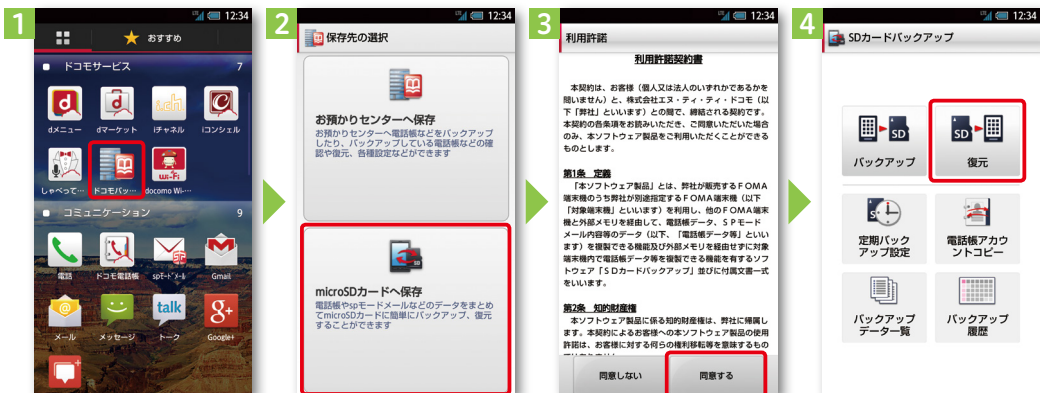 1
12:34
おすすめ
ドコモサービス 7
dメニュー dマーケット iチャネル iコンシェル
しゃべって… ドコモバッ… docomo Wi-…
コミュニケーション 9
電話 ドコモ電話帳 spモードメール Gmail
メール メッセージ トーク Google+
2
12:34
保存先の選択
お預かりセンターへ保存
お預かりセンターへ電話帳などをバックアップ
したり、バックアップしている電話帳などの確
認や復元、各種設定などができます
microSDカードへ保存
電話帳やspモードメールなどのデータをまとめ
てmicroSDカードに簡単にバックアップ、復元
することができます
3
12:34
利用許諾
利用許諾契約書
本契約は、お客様（個人又は法人のいずれかであるかを
問いません）と、株式会社エヌ・ティ・ティ・ドコモ（以
下「弊社」といいます）との間で、締結される契約です。
本契約の各条項をお読みいただき、ご同意いただいた場合
のみ、本ソフトウェア製品をご利用いただくことができる
ものとします。
第1条 定義
「本ソフトウェア製品」とは、弊社が販売するＦＯＭＡ
端末機のうち弊社が別途指定するＦＯＭＡ端末機（以下
「対象端末機」といいます）を利用し、他のＦＯＭＡ端末
機と外部メモリを経由して、電話帳データ、ＳＰモード
メール内容等のデータ（以下、「電話帳データ等」といい
ます）を複製できる機能及び外部メモリを経由せずに対象
端末機内で電話帳データ等を複製できる機能を有するソフ
トウェア「ＳＤカードバックアップ」並びに付属文書一式
をいいます。
第2条 知的財産権
本ソフトウェア製品に係る知的財産権は、弊社に帰属し
ます。本契約によるお客様への本ソフトウェア製品の使用
許諾は、お客様に対する何らの権利移転等を意味するもの
同意しない 同意する
4
12:34
SDカードバックアップ
バックアップ 復元
定期バック 電話帳アカウ
アップ設定 ントコピー
バックアップ バックアップ
データ一覧 履歴